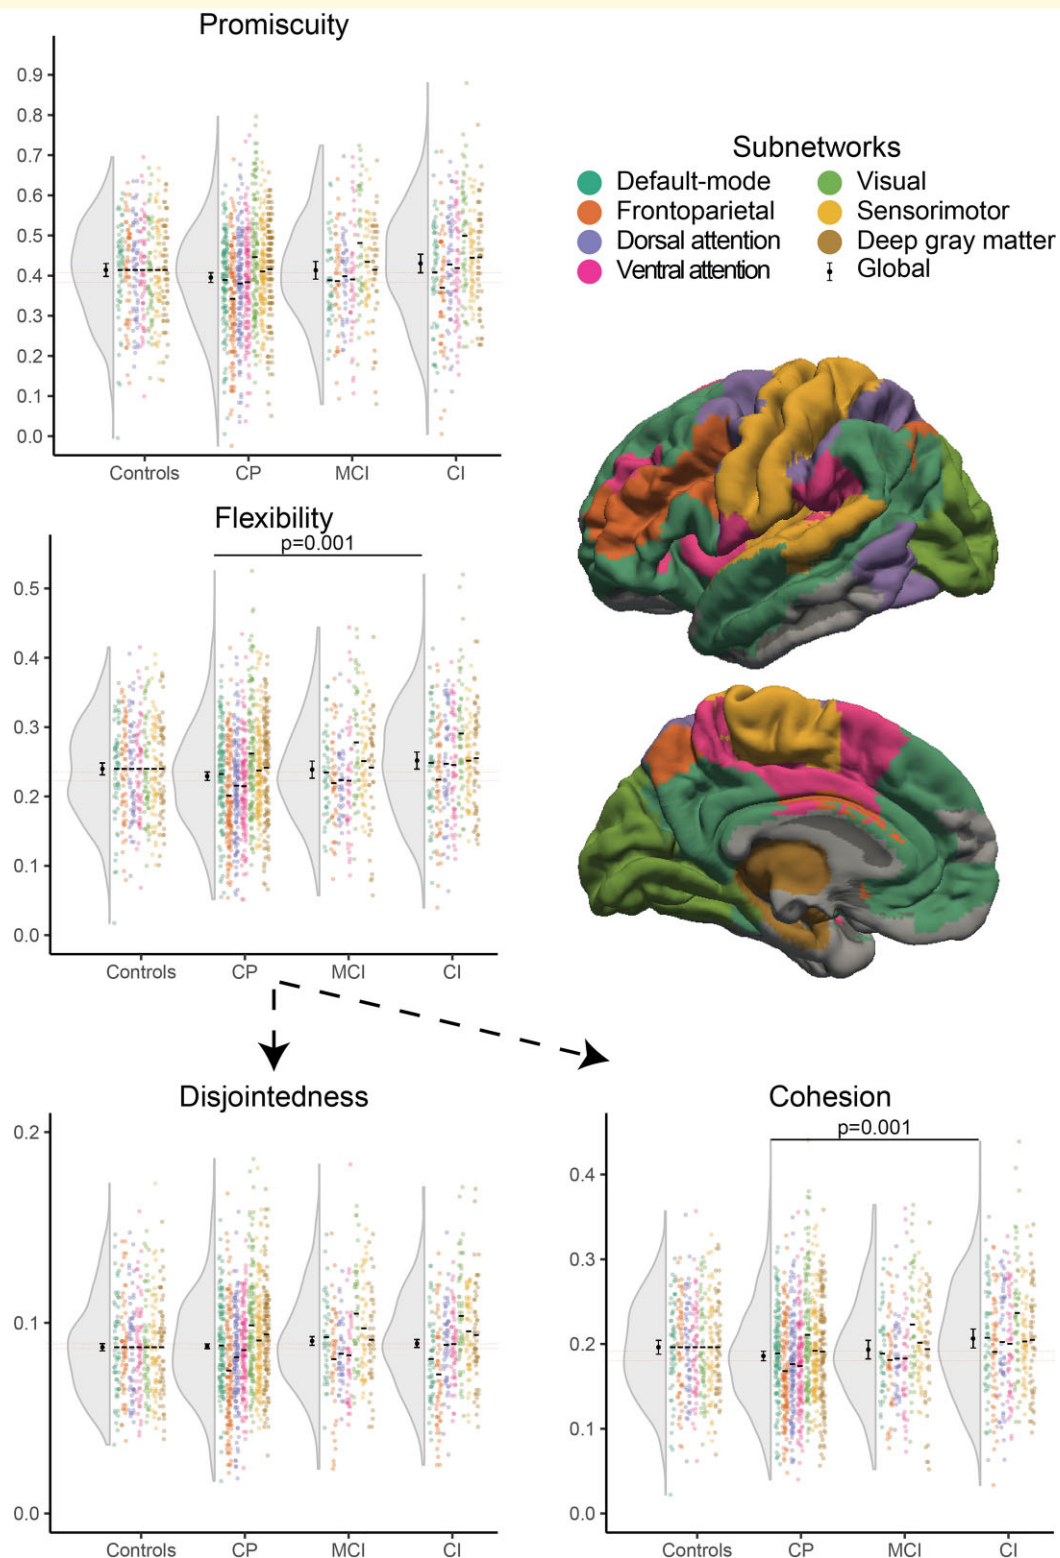 Promiscuity
0.9
0.8
0.7
0.6
0.5
0.4
0.3
0.2
0.1
0.0
Controls CP MCI CI
Subnetworks
Default-mode Visual
Frontoparietal Sensorimotor
Dorsal attention Deep gray matter
Ventral attention Global
Flexibility
p=0.001
0.5
0.4
0.3
0.2
0.1
0.0
Controls CP MCI CI
Disjointedness
0.2
0.1
0.0
Controls CP MCI CI
Cohesion
p=0.001
0.4
0.3
0.2
0.1
0.0
Controls CP MCI CI